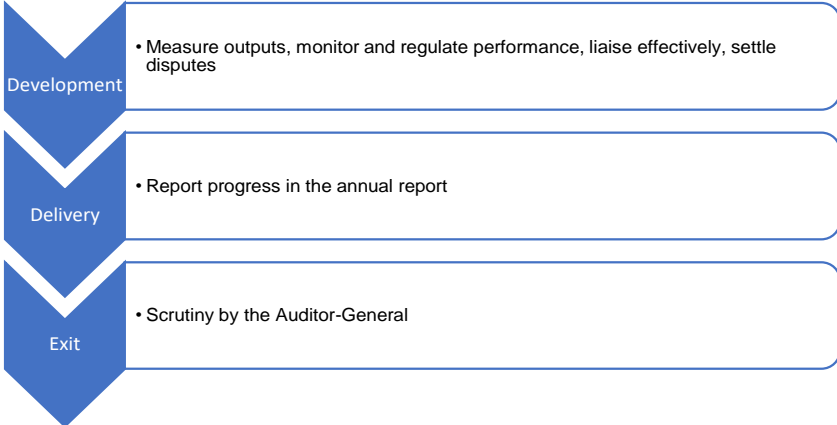 Development
• Measure outputs, monitor and regulate performance, liaise effectively, settle
disputes
Delivery
• Report progress in the annual report
Exit
• Scrutiny by the Auditor-General